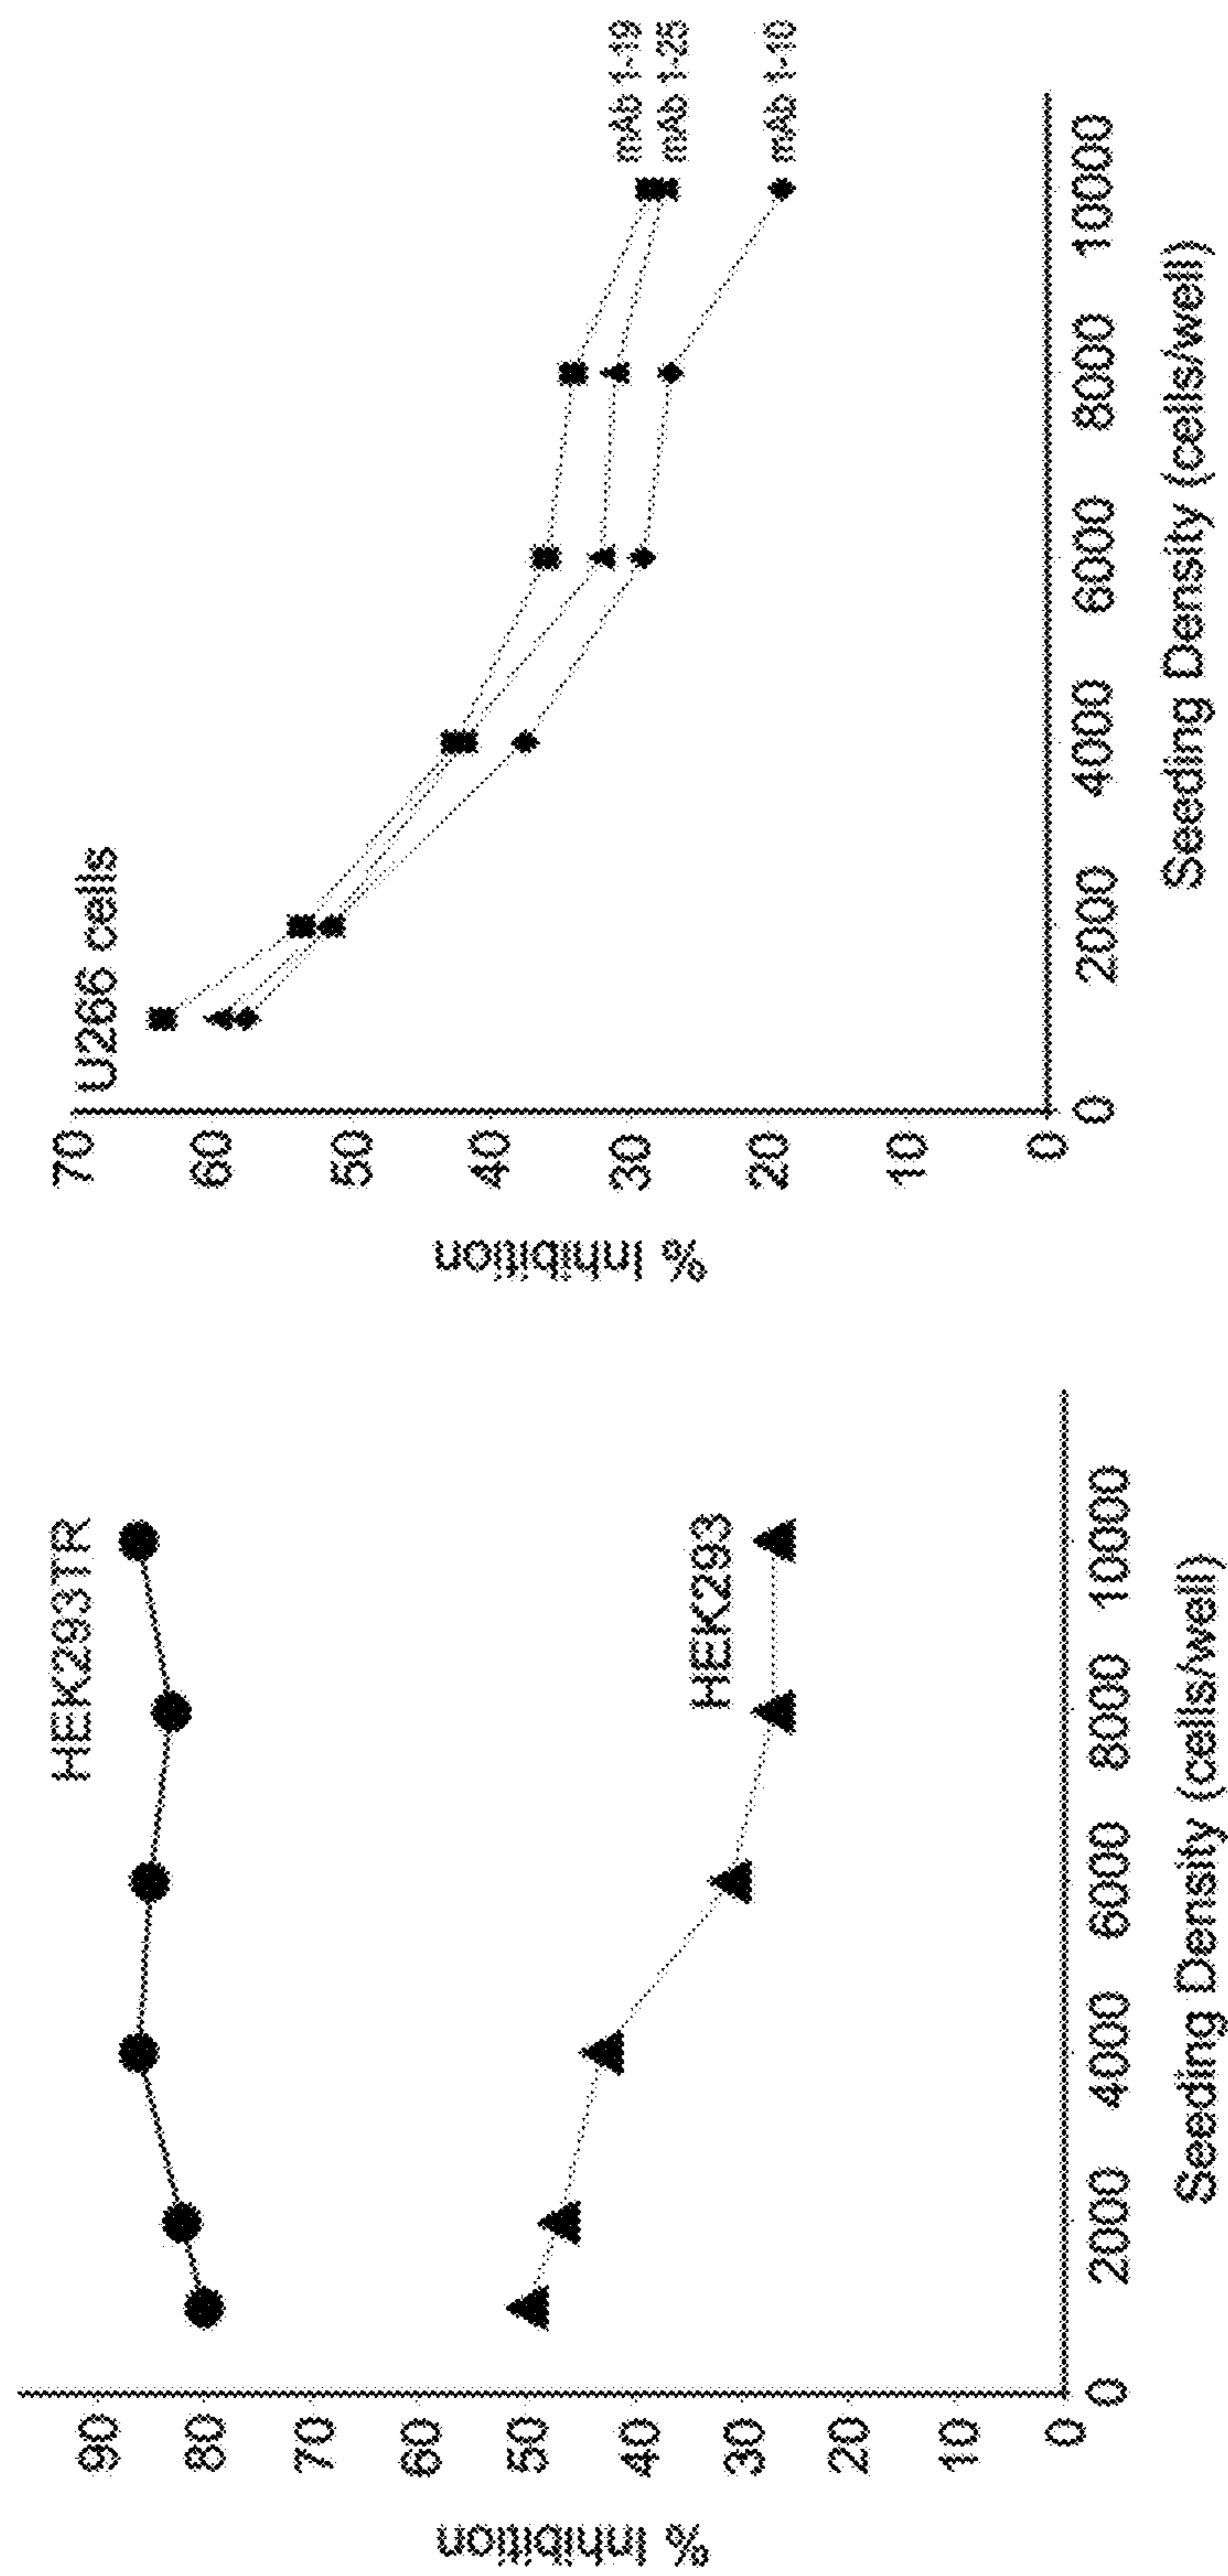 HEK293TR
HEK293
% Inhibition
90
80
70
60
50
40
30
20
10
0
0 2000 4000 6000 8000 10000
Seeding Density (cells/well)
U266 cells
% Inhibition
70
60
50
40
30
20
10
0
mAb 1-19
mAb 1-25
mAb 1-10
0 2000 4000 6000 8000 10000
Seeding Density (cells/well)